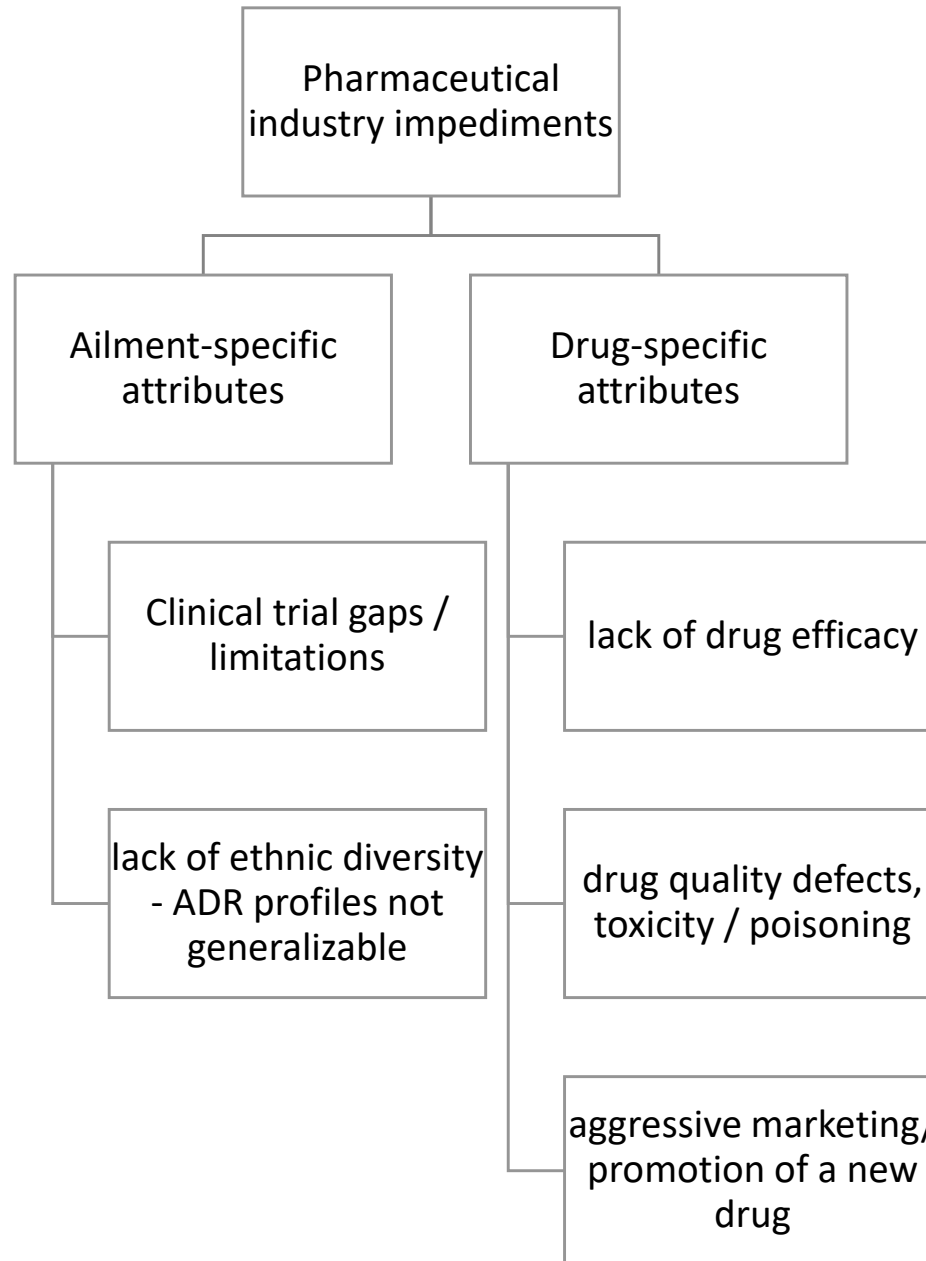 Pharmaceutical
industry impediments
Ailment-specific
attributes
Drug-specific
attributes
Clinical trial gaps /
limitations
lack of ethnic diversity
- ADR profiles not
generalizable
lack of drug efficacy
drug quality defects,
toxicity / poisoning
aggressive marketing/
promotion of a new
drug